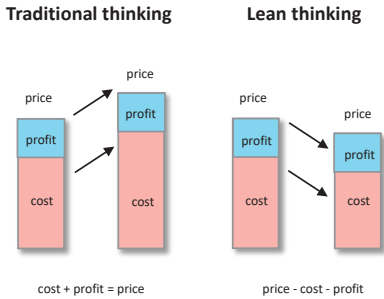 Traditional thinking
price
profit
cost
price
profit
cost
cost + profit = price
Lean thinking
price
profit
cost
price
profit
cost
price - cost - profit